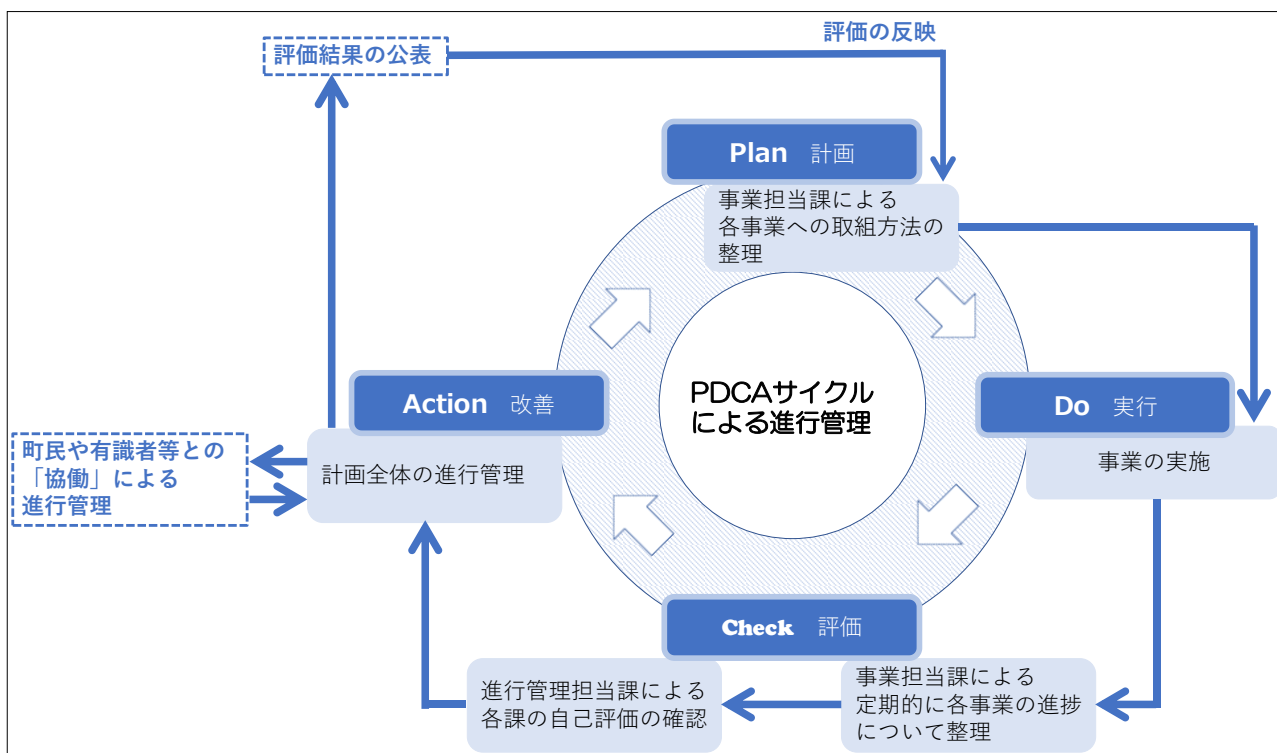 評価の反映
評価結果の公表
Plan 計画
事業担当課による
各事業への取組方法の
整理
PDCAサイクル
による進行管理
Action 改善
計画全体の進行管理
Do 実行
事業の実施
町民や有識者等との
「協働」による
進行管理
Check 評価
進行管理担当課による
各課の自己評価の確認
事業担当課による
定期的に各事業の進捗
について整理